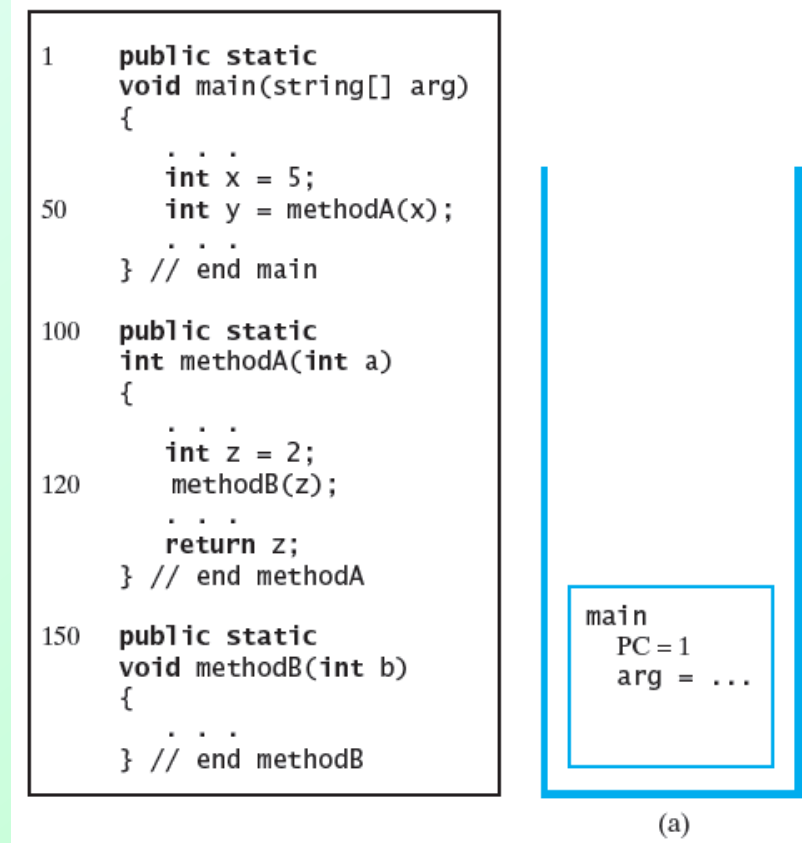 1 public static
void main(string[] arg)
{
. . .
int x = 5;
50 int y = methodA(x);
. . .
} // end main
100 public static
int methodA(int a)
{
. . .
int z = 2;
120 methodB(z);
. . .
return z;
} // end methodA
150 public static
void methodB(int b)
{
. . .
} // end methodB
main
PC = 1
arg = ...
(a)